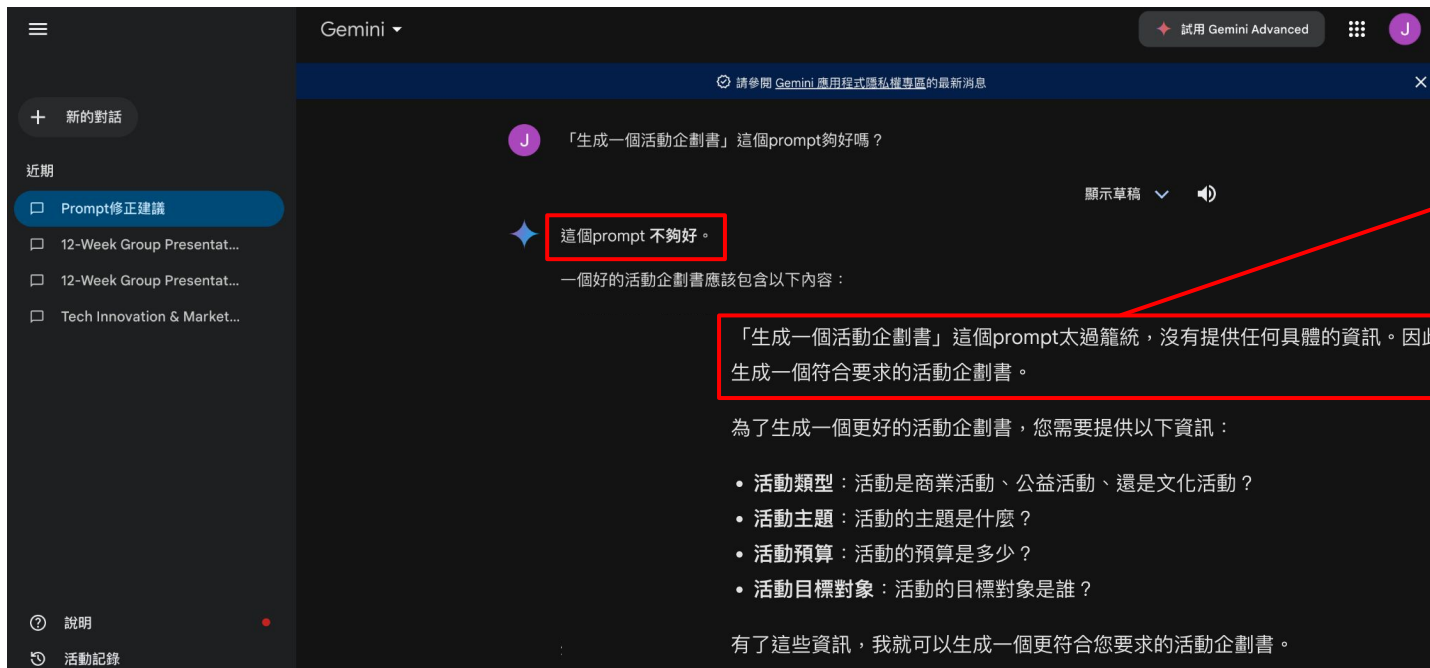 Gemini
試用 Gemini Advanced
J
請參閱 Gemini 應用程式隱私權專區的最新消息
新的對話
近期
Prompt修正建議
12-Week Group Presentat...
12-Week Group Presentat...
Tech Innovation & Market...
說明
活動記錄
J
「生成一個活動企劃書」這個prompt夠好嗎？
顯示草稿
這個prompt 不夠好。
一個好的活動企劃書應該包含以下內容：
「生成一個活動企劃書」這個prompt太過籠統，沒有提供任何具體的資訊。因此
生成一個符合要求的活動企劃書。
為了生成一個更好的活動企劃書，您需要提供以下資訊：
• 活動類型：活動是商業活動、公益活動、還是文化活動？
• 活動主題：活動的主題是什麼？
• 活動預算：活動的預算是多少？
• 活動目標對象：活動的目標對象是誰？
有了這些資訊，我就可以生成一個更符合您要求的活動企劃書。